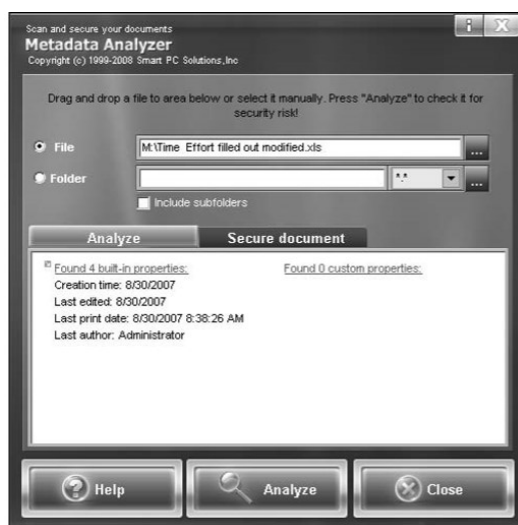 Scan and secure your documents
Metadata Analyzer
Copyright (c) 1999-2008 Smart PC Solutions,Inc
i X
Drag and drop a file to area below or select it manually. Press "Analyze" to check it for
security risk!
File M:\Time Effort filled out modified.xls ...
Folder *.* ...
Include subfolders
Analyze Secure document
Found 4 built-in properties: Found 0 custom properties:
Creation time: 8/30/2007
Last edited: 8/30/2007
Last print date: 8/30/2007 8:38:26 AM
Last author: Administrator
? Help Analyze Close